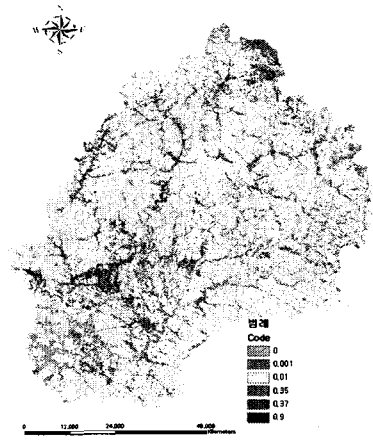 N
W
E
S
범례
Code
0
0.001
0.01
0.35
0.37
0.9
0 12,000 24,000 48,000
Kilometers